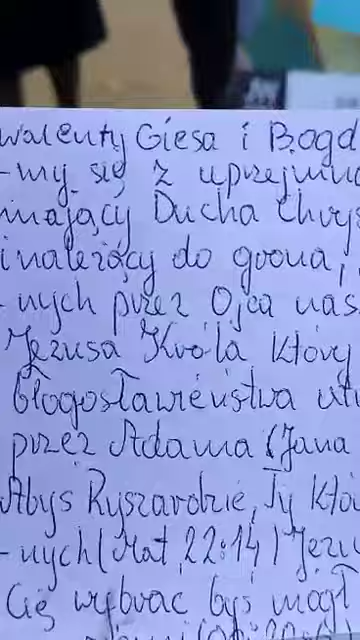 Walenty Giesa i Bogd
-my się z uprzejmo
mający Ducha Chrys
i należący do grona,
-nych przez Ojca nas
Jezusa Króla który
błogosławieństwa
przez Adama (Jana
Abyś Ryszardzie, Ty któ
-nych (Mat, 22:14) Jezu
Cię wybrać byś mógł